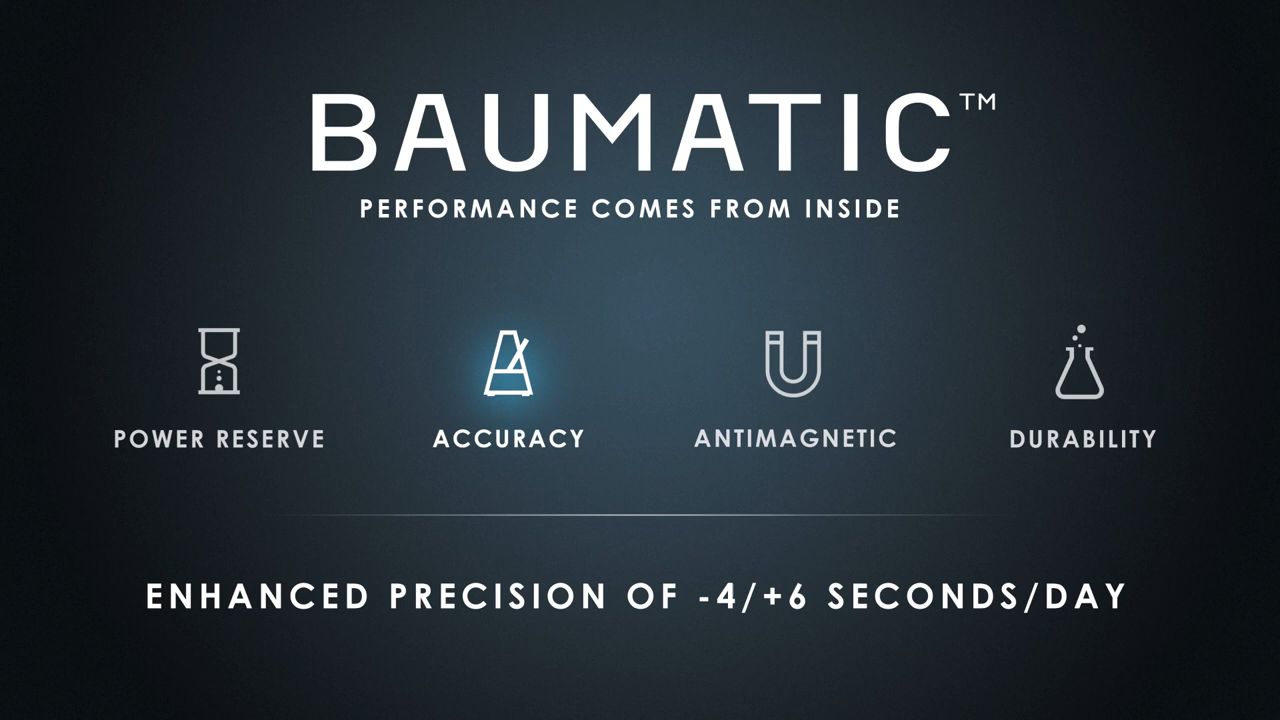 BAUMATIC™
PERFORMANCE COMES FROM INSIDE
POWER RESERVE
ACCURACY
ANTIMAGNETIC
DURABILITY
ENHANCED PRECISION OF -4/+6 SECONDS/DAY